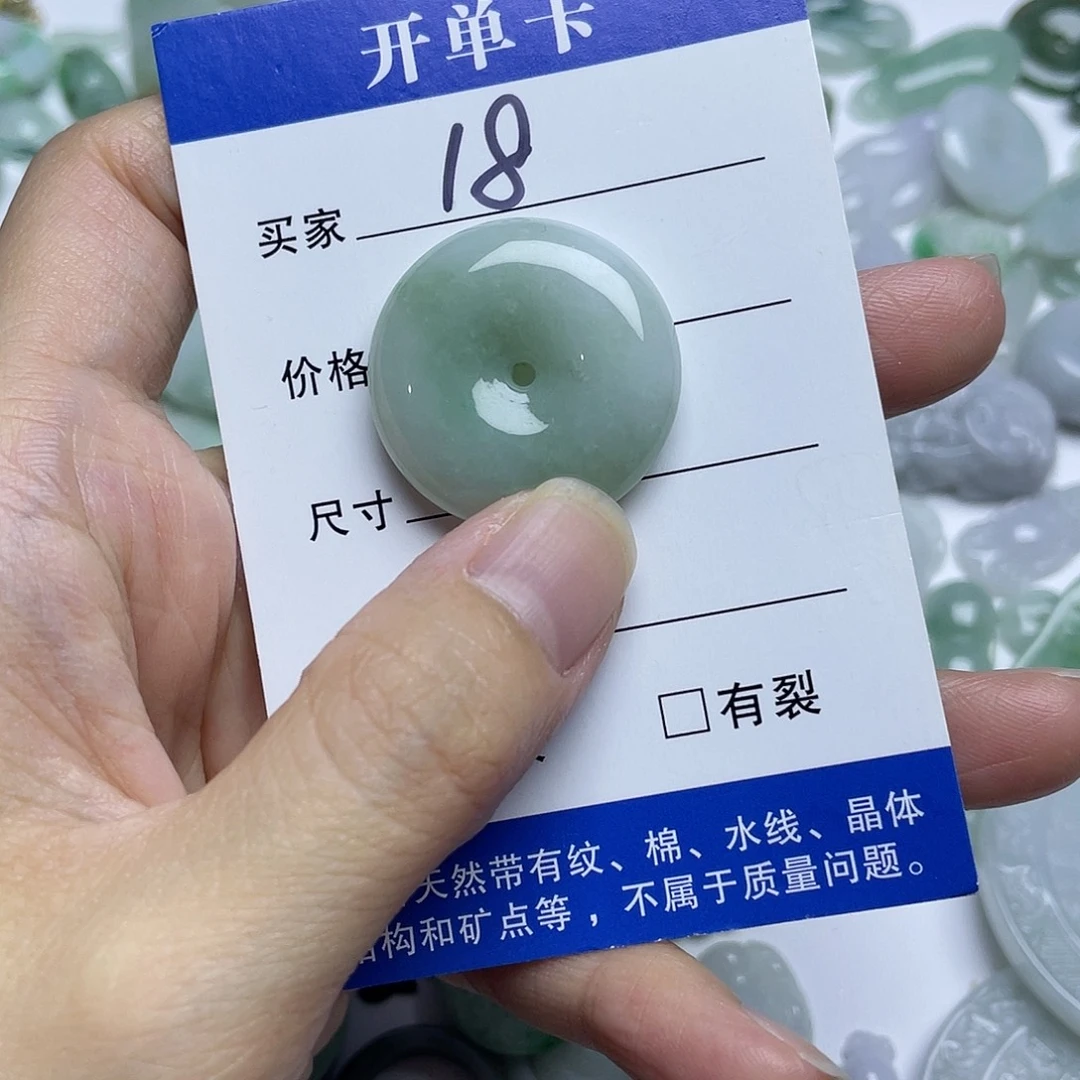 开单卡
买家 18
价格
尺寸
□有裂
天然带有纹、棉、水线、晶体
结构和矿点等，不属于质量问题。